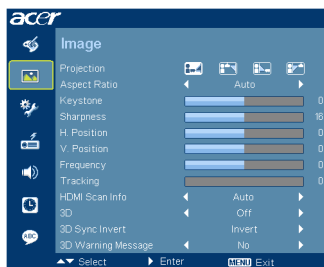 acer
Image
Projection
Aspect Ratio Auto
Keystone 0
Sharpness 16
H. Position 0
V. Position 0
Frequency 0
Tracking 0
HDMI Scan Info Auto
3D Off
3D Sync Invert Invert
3D Warning Message No
ABC
Select Enter MENU Exit